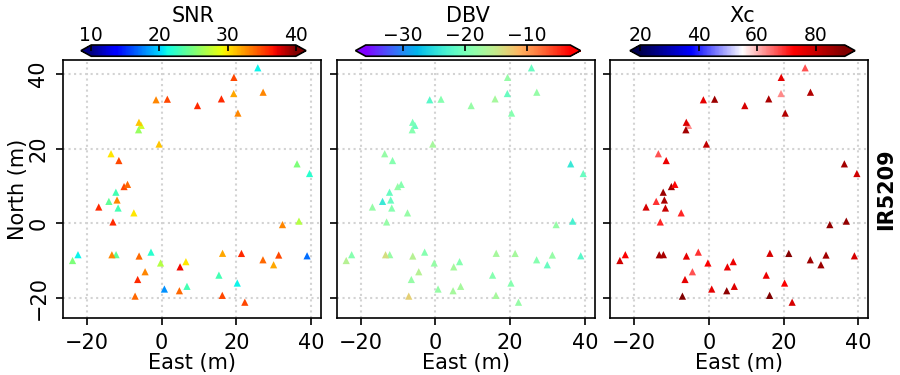 SNR
DBV
Xc
10 20 30 40
−30 −20 −10
20 40 60 80
North (m)
40
20
0
−20
IR5209
−20 0 20 40
−20 0 20 40
−20 0 20 40
East (m)
East (m)
East (m)